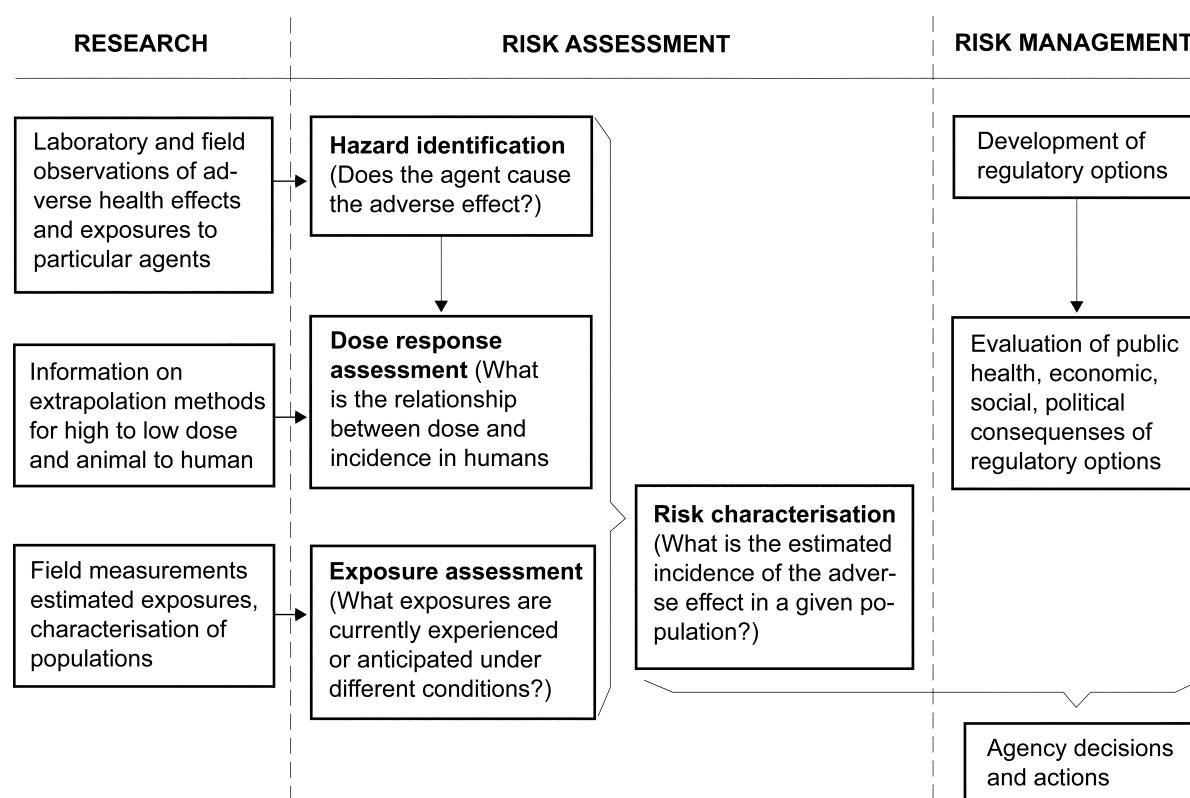 RESEARCH
RISK ASSESSMENT
RISK MANAGEMENT
Laboratory and field
observations of ad-
verse health effects
and exposures to
particular agents
Information on
extrapolation methods
for high to low dose
and animal to human
Field measurements
estimated exposures,
characterisation of
populations
Hazard identification
(Does the agent cause
the adverse effect?)
Dose response
assessment (What
is the relationship
between dose and
incidence in humans
Exposure assessment
(What exposures are
currently experienced
or anticipated under
different conditions?)
Risk characterisation
(What is the estimated
incidence of the adver-
se effect in a given po-
pulation?)
Development of
regulatory options
Evaluation of public
health, economic,
social, political
consequenses of
regulatory options
Agency decisions
and actions